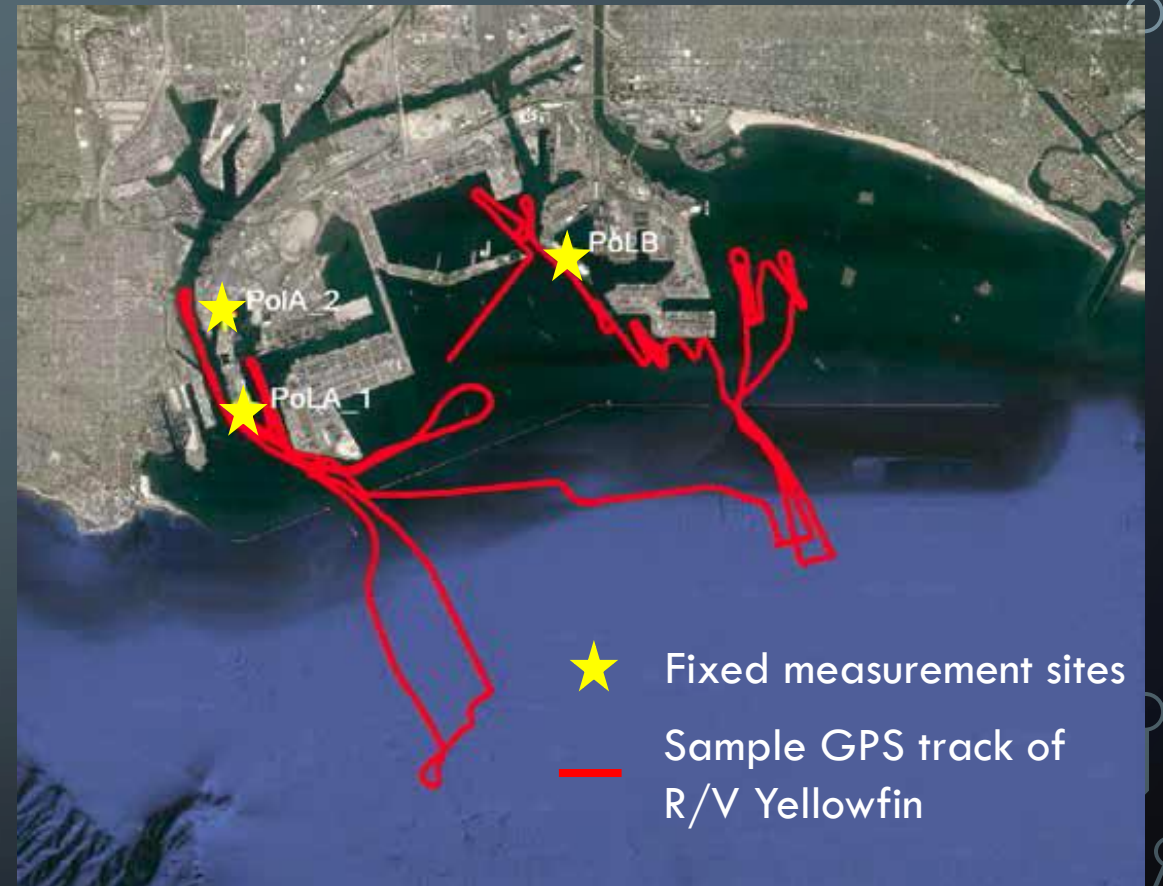 PoLB
PolA_2
PoLA_1
Fixed measurement sites
Sample GPS track of
R/V Yellowfin